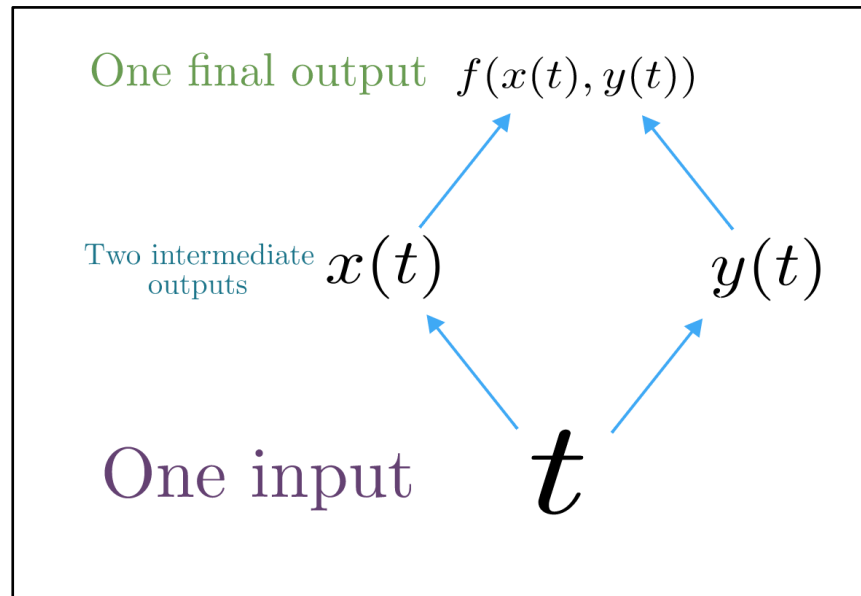 One final output f(x(t), y(t))
Two intermediate
outputs
x(t)
y(t)
One input
t